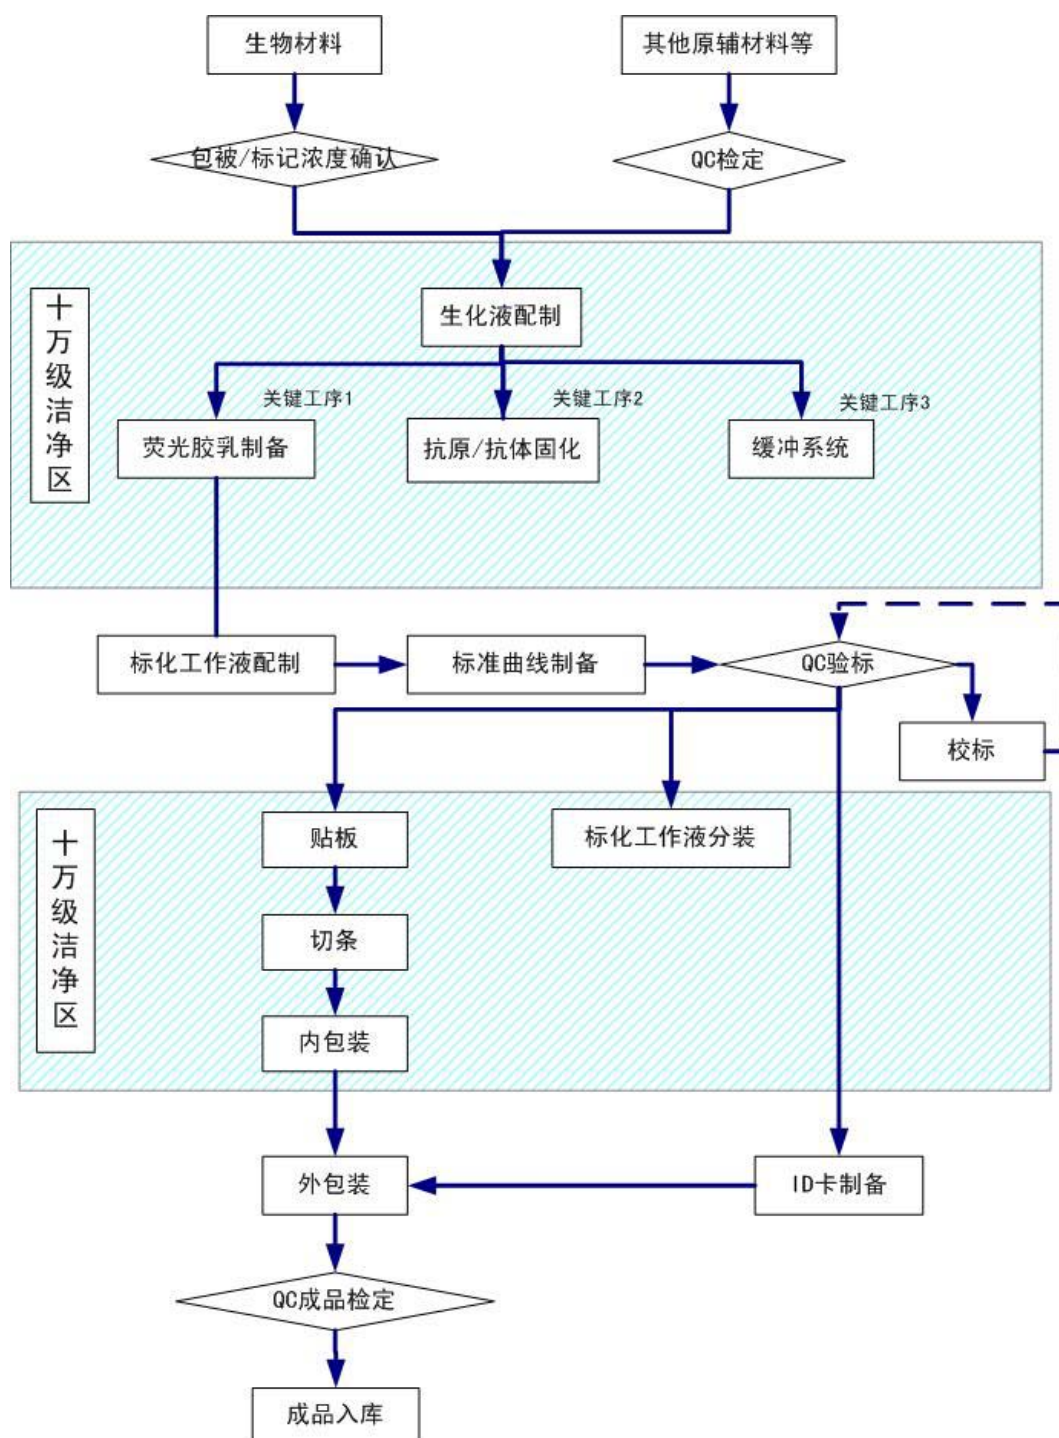 生物材料
其他原辅材料等
包被/标记浓度确认
QC检定
十万级洁净区
生化液配制
关键工序1
关键工序2
关键工序3
荧光胶乳制备
抗原/抗体固化
缓冲系统
标化工作液配制
标准曲线制备
QC验标
校标
十万级洁净区
贴板
标化工作液分装
切条
内包装
外包装
ID卡制备
QC成品检定
成品入库